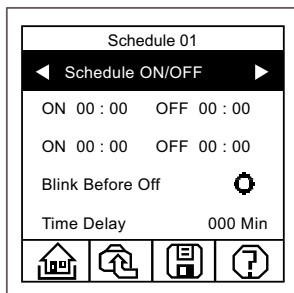 Schedule 01
Schedule ON/OFF
ON 00 : 00 OFF 00 : 00
ON 00 : 00 OFF 00 : 00
Blink Before Off
Time Delay 000 Min
?